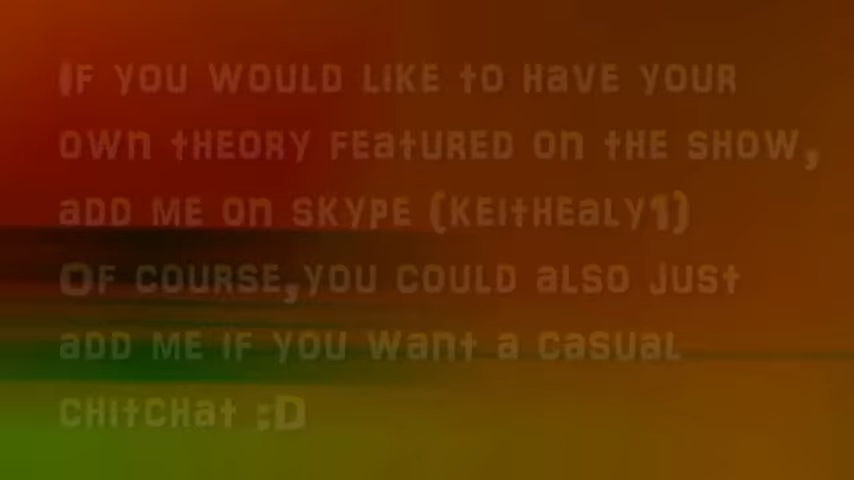 If you would like to have your
own theory featured on the show,
add me on skype (keithealy1)
Of course,you could also just
add me if you want a casual
chitchat :D